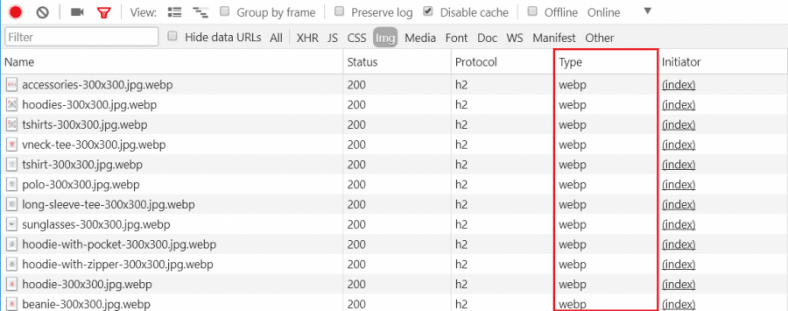 View: Group by frame Preserve log Disable cache Offline Online
Filter Hide data URLs All XHR JS CSS Img Media Font Doc WS Manifest Other
Name Status Protocol Type Initiator
accessories-300x300.jpg.webp 200 h2 webp (index)
hoodies-300x300.jpg.webp 200 h2 webp (index)
tshirts-300x300.jpg.webp 200 h2 webp (index)
vneck-tee-300x300.jpg.webp 200 h2 webp (index)
tshirt-300x300.jpg.webp 200 h2 webp (index)
polo-300x300.jpg.webp 200 h2 webp (index)
long-sleeve-tee-300x300.jpg.webp 200 h2 webp (index)
sunglasses-300x300.jpg.webp 200 h2 webp (index)
hoodie-with-pocket-300x300.jpg.webp 200 h2 webp (index)
hoodie-with-zipper-300x300.jpg.webp 200 h2 webp (index)
hoodie-300x300.jpg.webp 200 h2 webp (index)
beanie-300x300.jpg.webp 200 h2 webp (index)